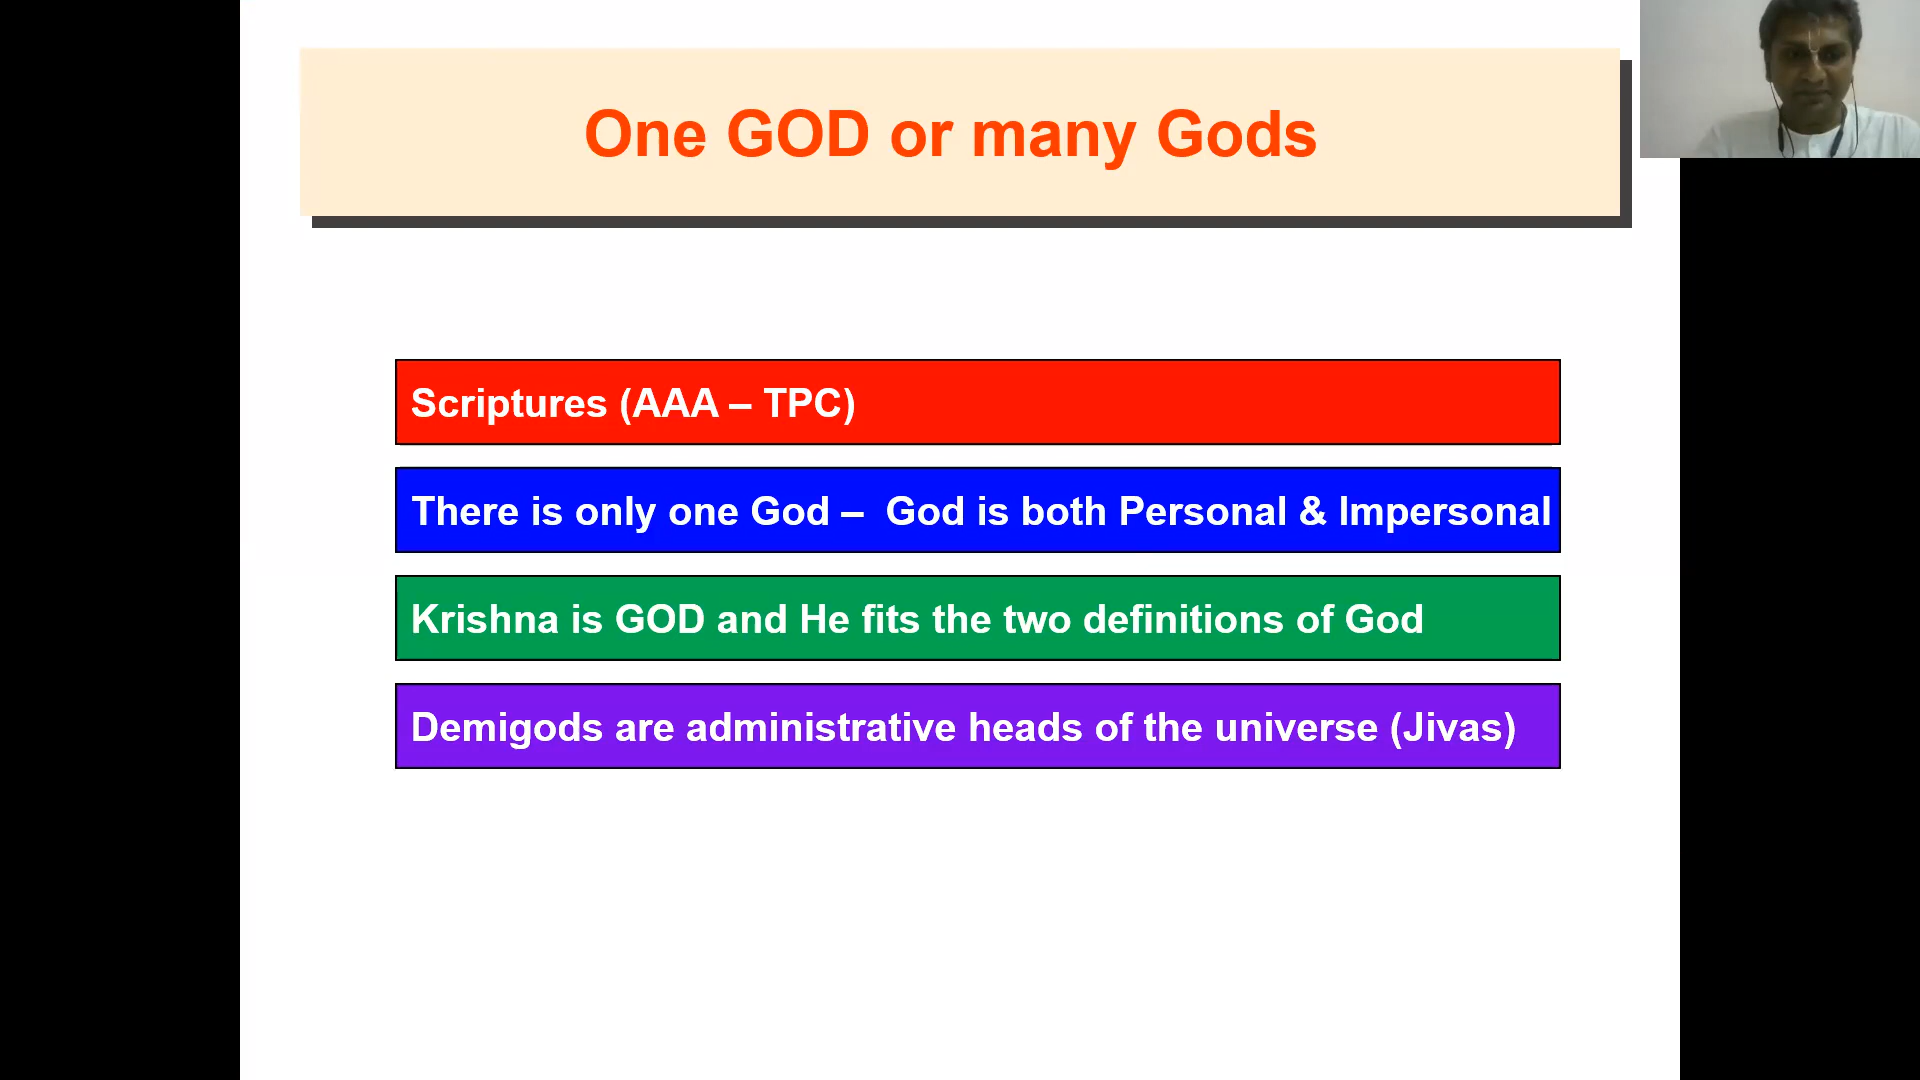 One GOD or many Gods
Scriptures (AAA – TPC)
There is only one God –  God is both Personal & Impersonal
Krishna is GOD and He fits the two definitions of God
Demigods are administrative heads of the universe (Jivas)